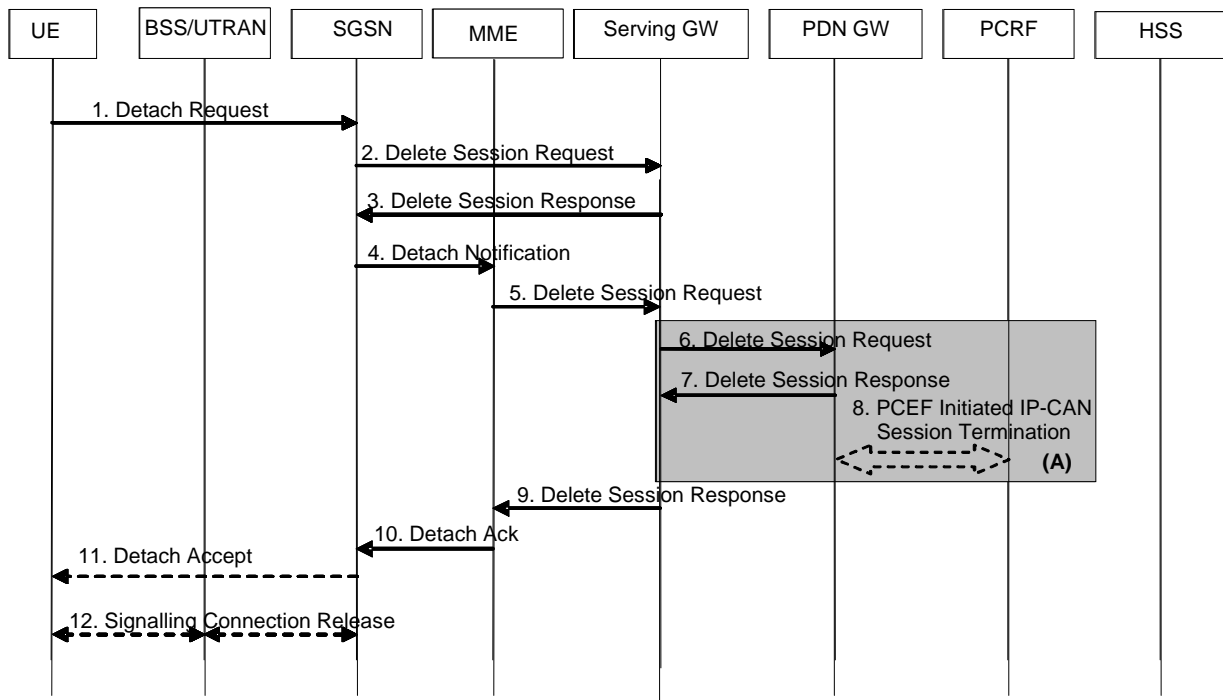 UE
BSS/UTRAN
SGSN
MME
Serving GW
PDN GW
PCRF
HSS
1. Detach Request
2. Delete Session Request
3. Delete Session Response
4. Detach Notification
5. Delete Session Request
6. Delete Session Request
7. Delete Session Response
8. PCEF Initiated IP-CAN
Session Termination
(A)
9. Delete Session Response
10. Detach Ack
11. Detach Accept
12. Signalling Connection Release